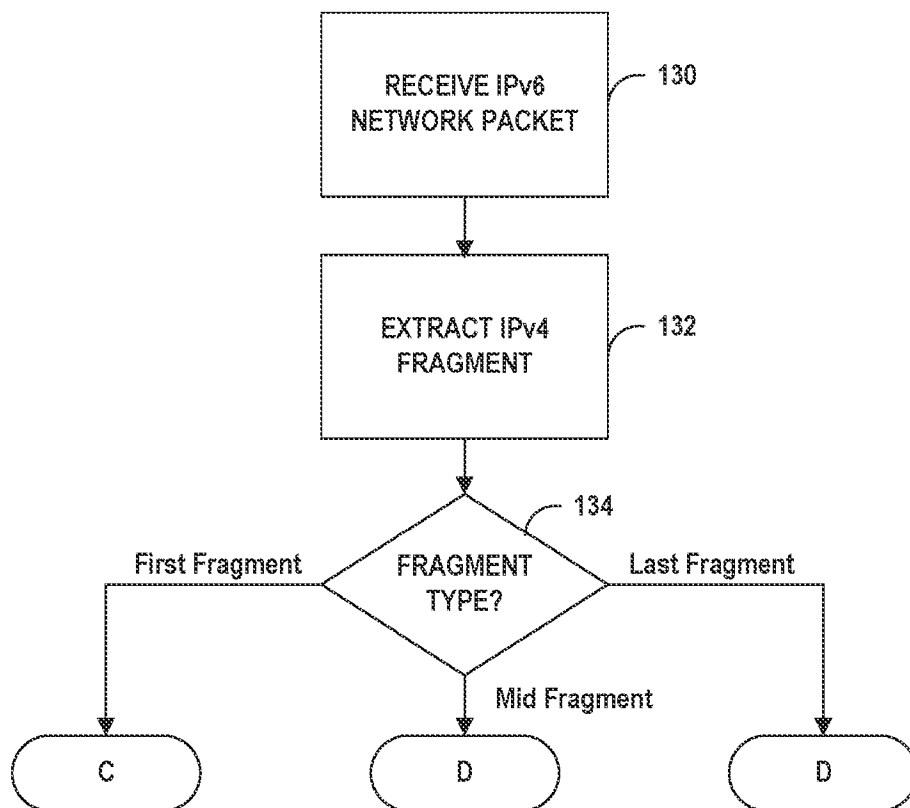 RECEIVE IPv6
NETWORK PACKET
130
EXTRACT IPv4
FRAGMENT
132
134
First Fragment
FRAGMENT
TYPE?
Last Fragment
Mid Fragment
C
D
D